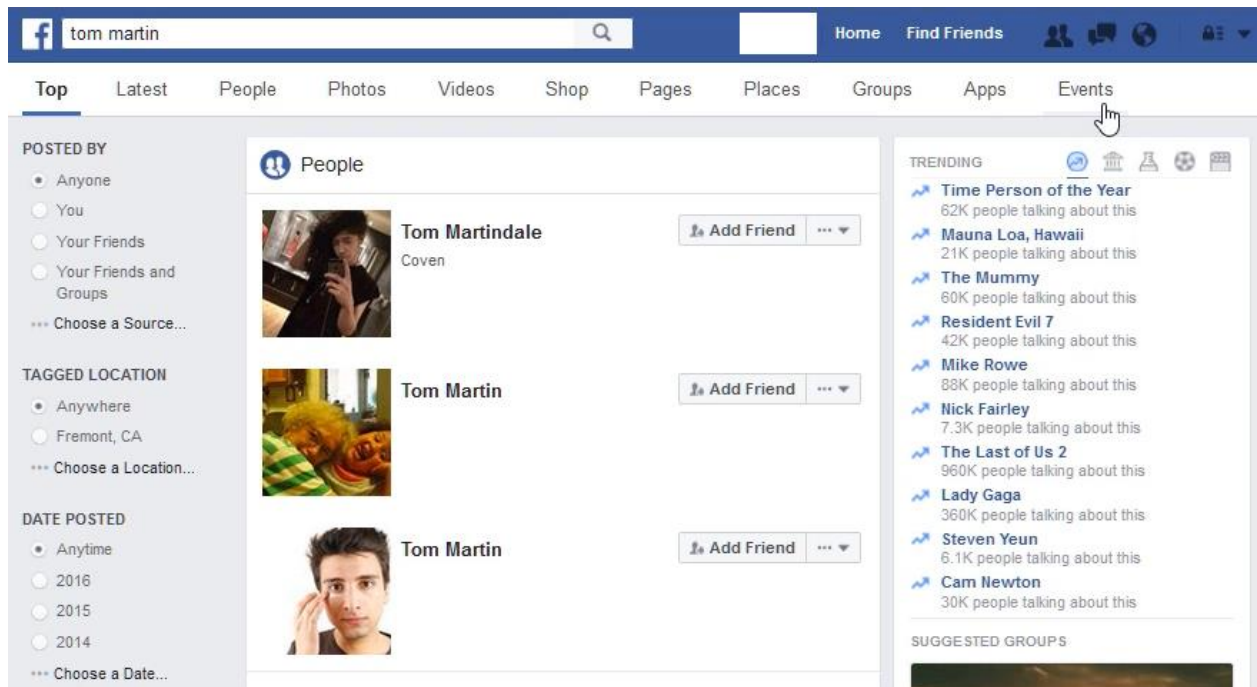 f
tom martin
Home Find Friends
Top Latest People Photos Videos Shop Pages Places Groups Apps Events
POSTED BY
Anyone
You
Your Friends
Your Friends and
Groups
Choose a Source...
TAGGED LOCATION
Anywhere
Fremont, CA
Choose a Location...
DATE POSTED
Anytime
2016
2015
2014
Choose a Date...
People
Tom Martindale
Coven
Add Friend
Tom Martin
Add Friend
Tom Martin
Add Friend
TRENDING
Time Person of the Year
62K people talking about this
Mauna Loa, Hawaii
21K people talking about this
The Mummy
60K people talking about this
Resident Evil 7
42K people talking about this
Mike Rowe
88K people talking about this
Nick Fairley
7.3K people talking about this
The Last of Us 2
960K people talking about this
Lady Gaga
360K people talking about this
Steven Yeun
6.1K people talking about this
Cam Newton
30K people talking about this
SUGGESTED GROUPS